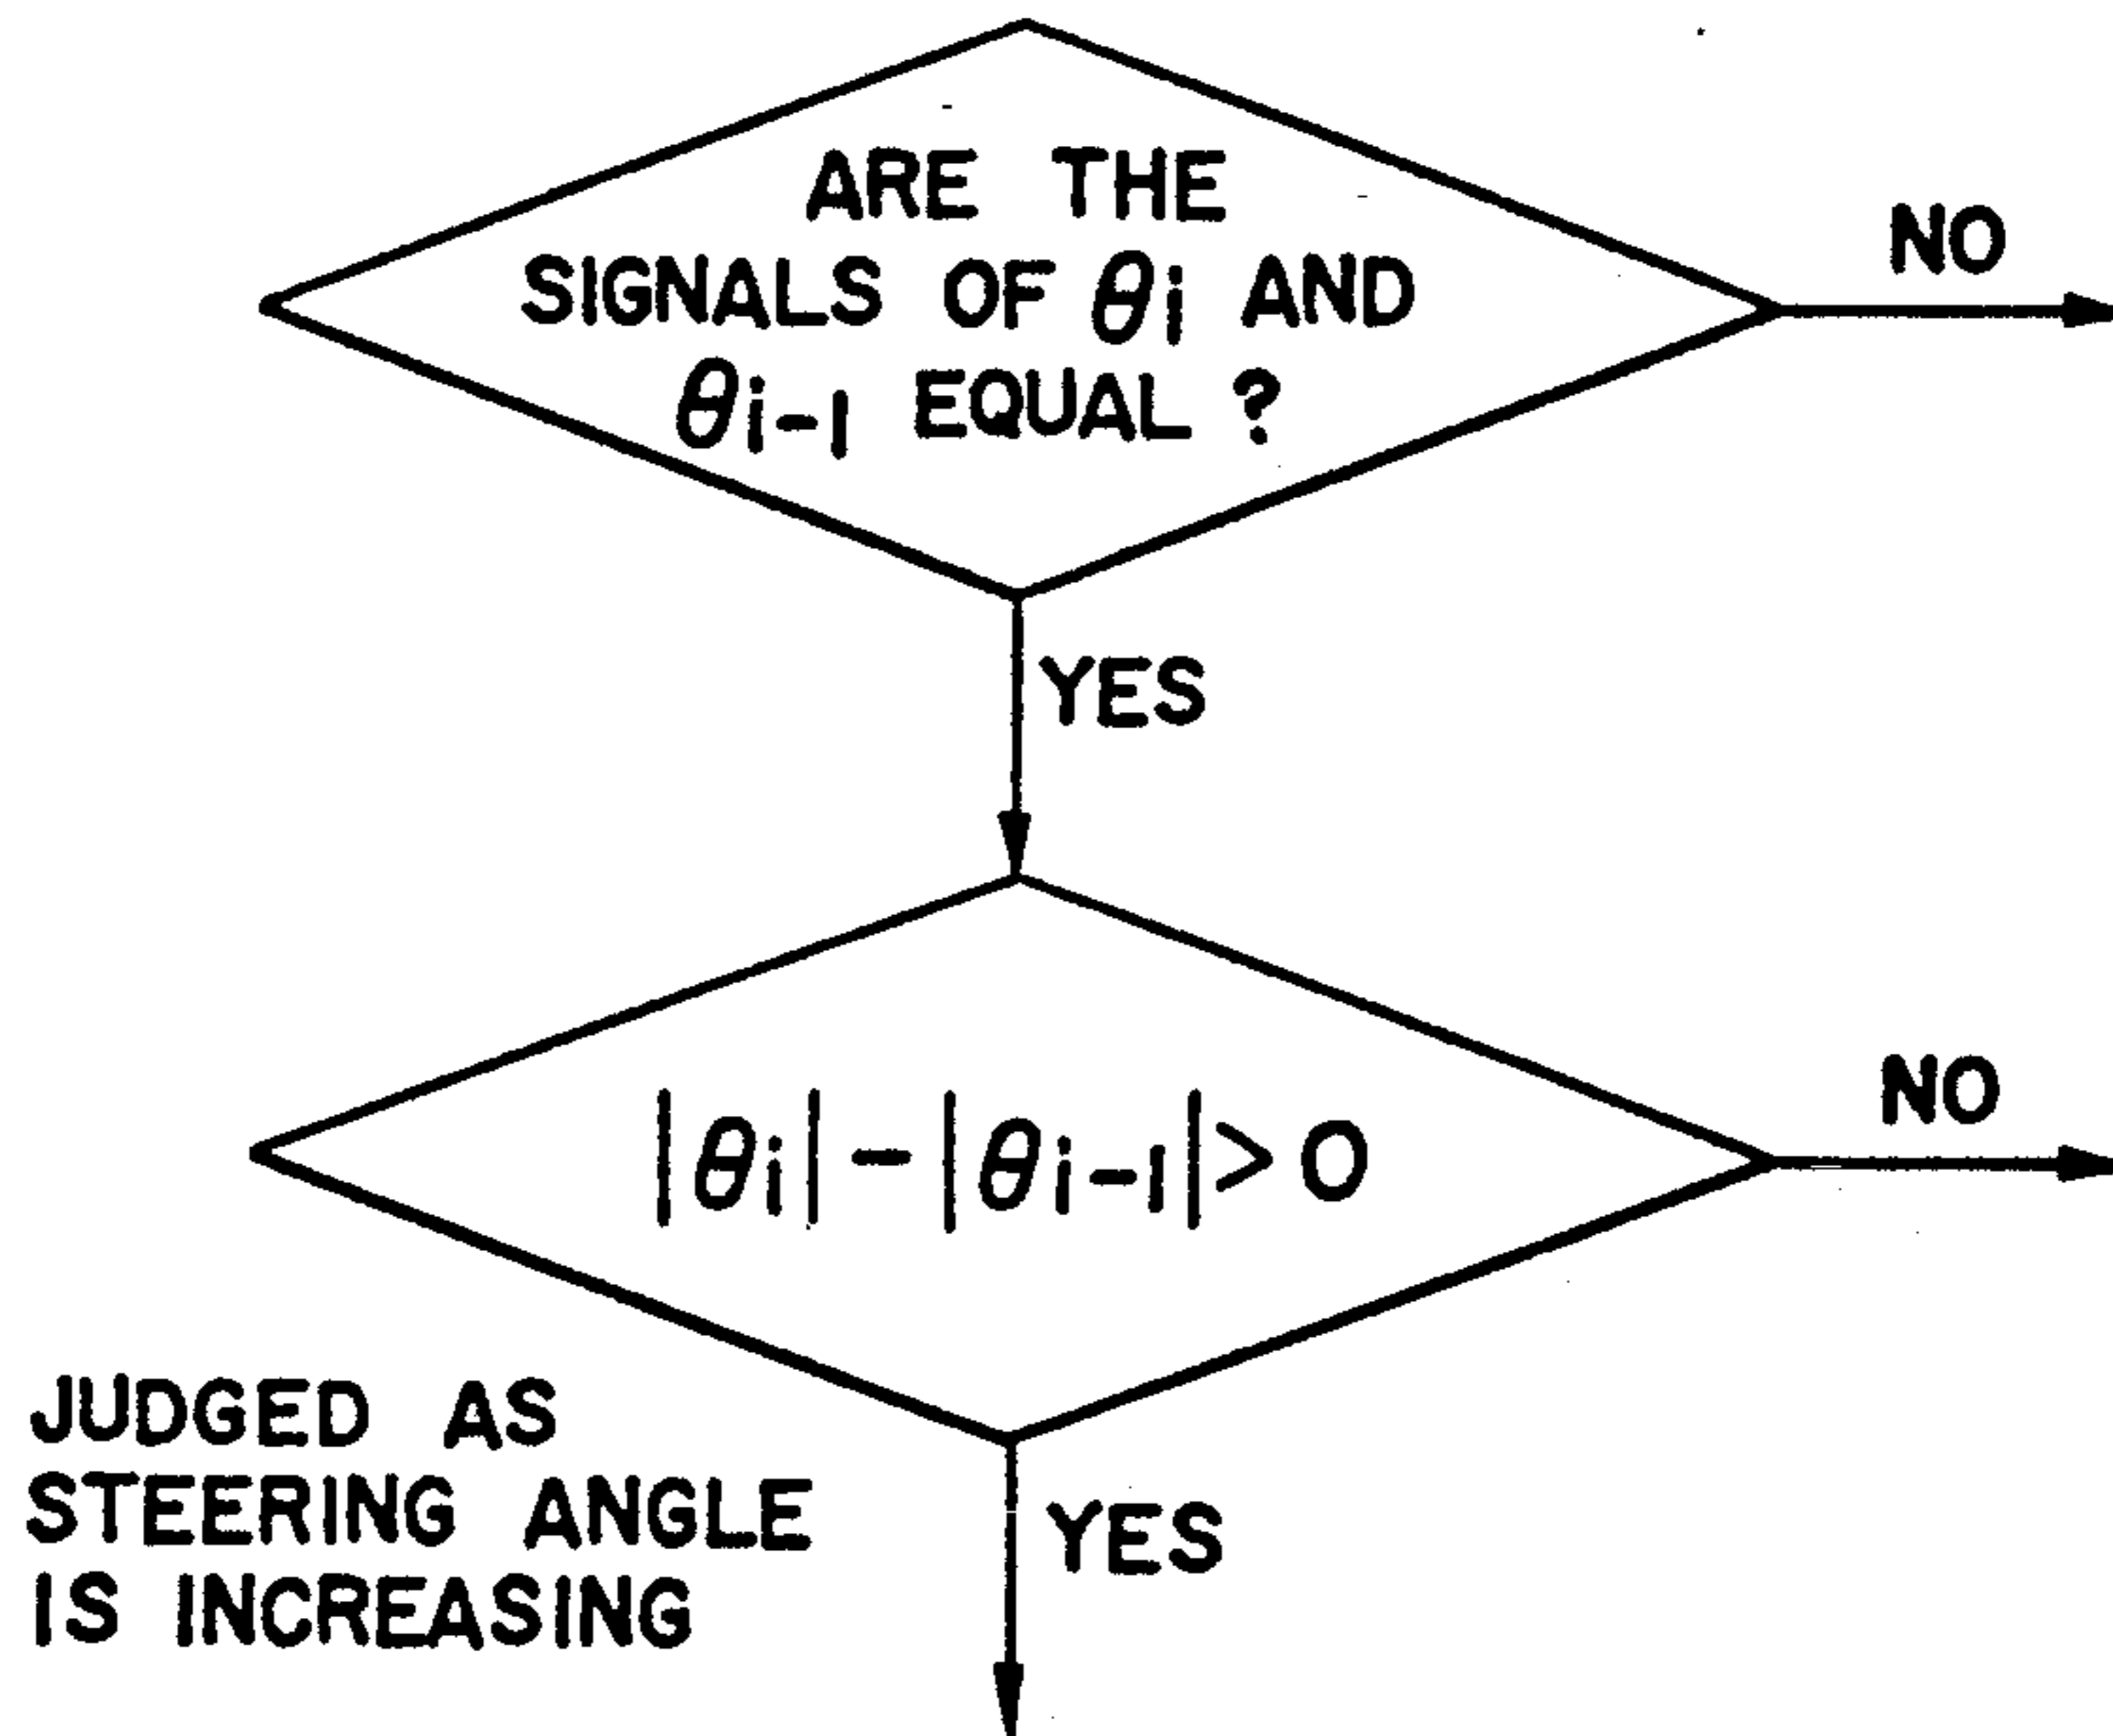 ARE THE
SIGNALS OF θi AND
θi-1 EQUAL ?
NO
YES
|θi|-|θi-1|> 0
NO
JUDGED AS
STEERING ANGLE
IS INCREASING
YES